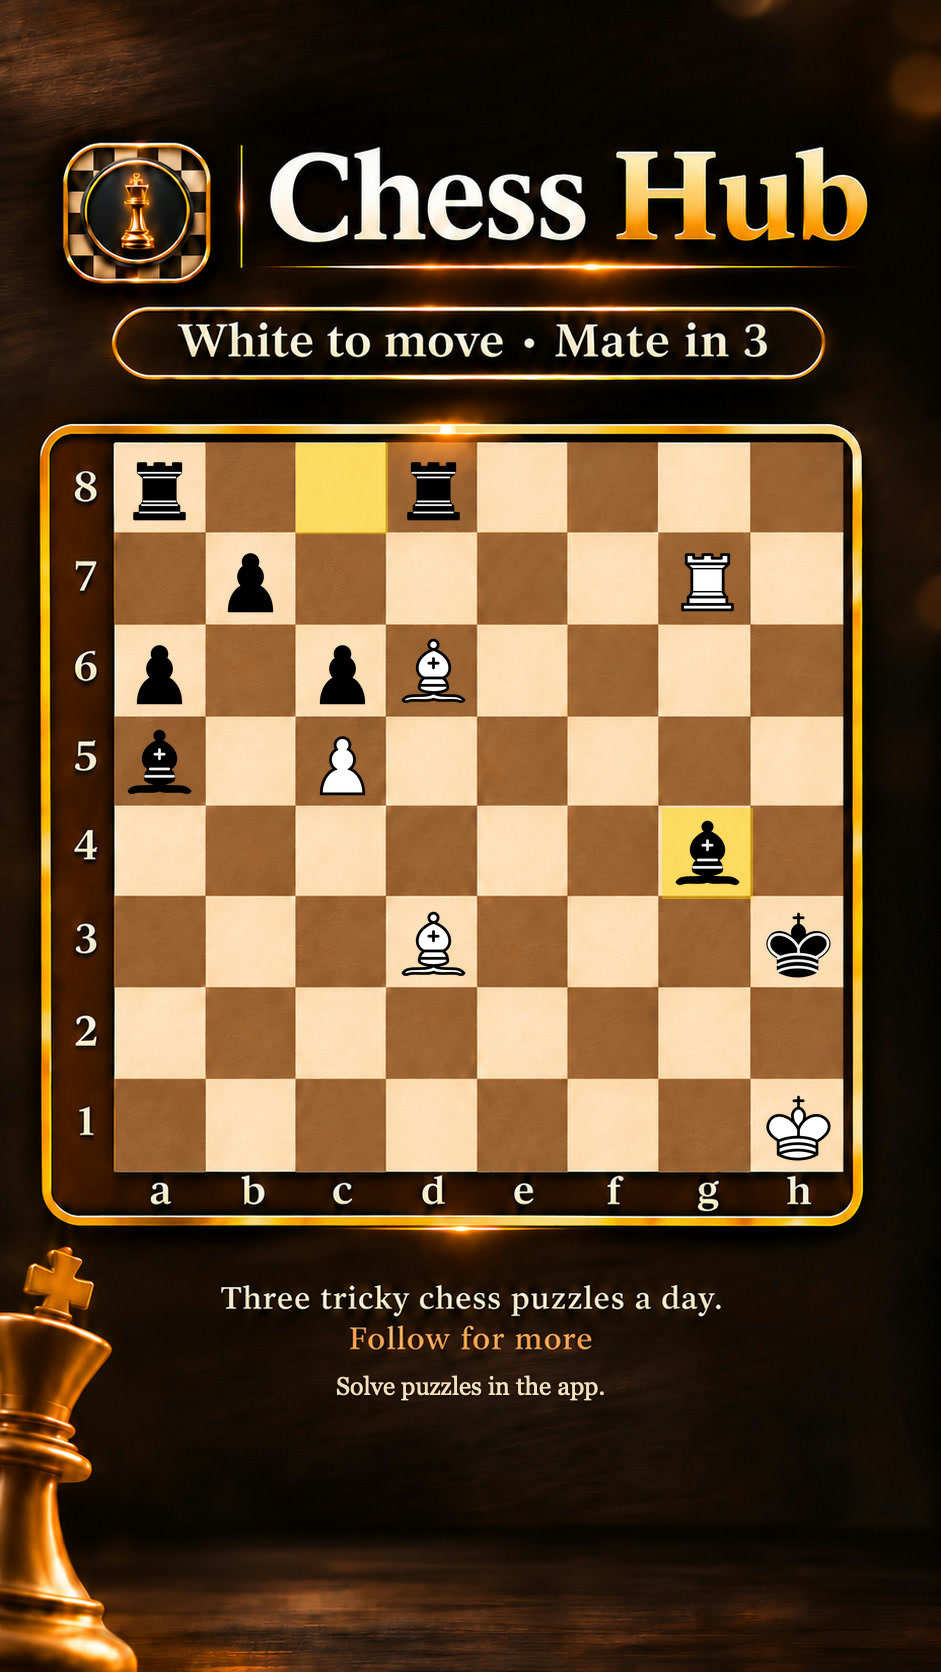 Chess Hub
White to move • Mate in 3
8
7
6
5
4
3
2
1
a b c d e f g h
Three tricky chess puzzles a day.
Follow for more
Solve puzzles in the app.